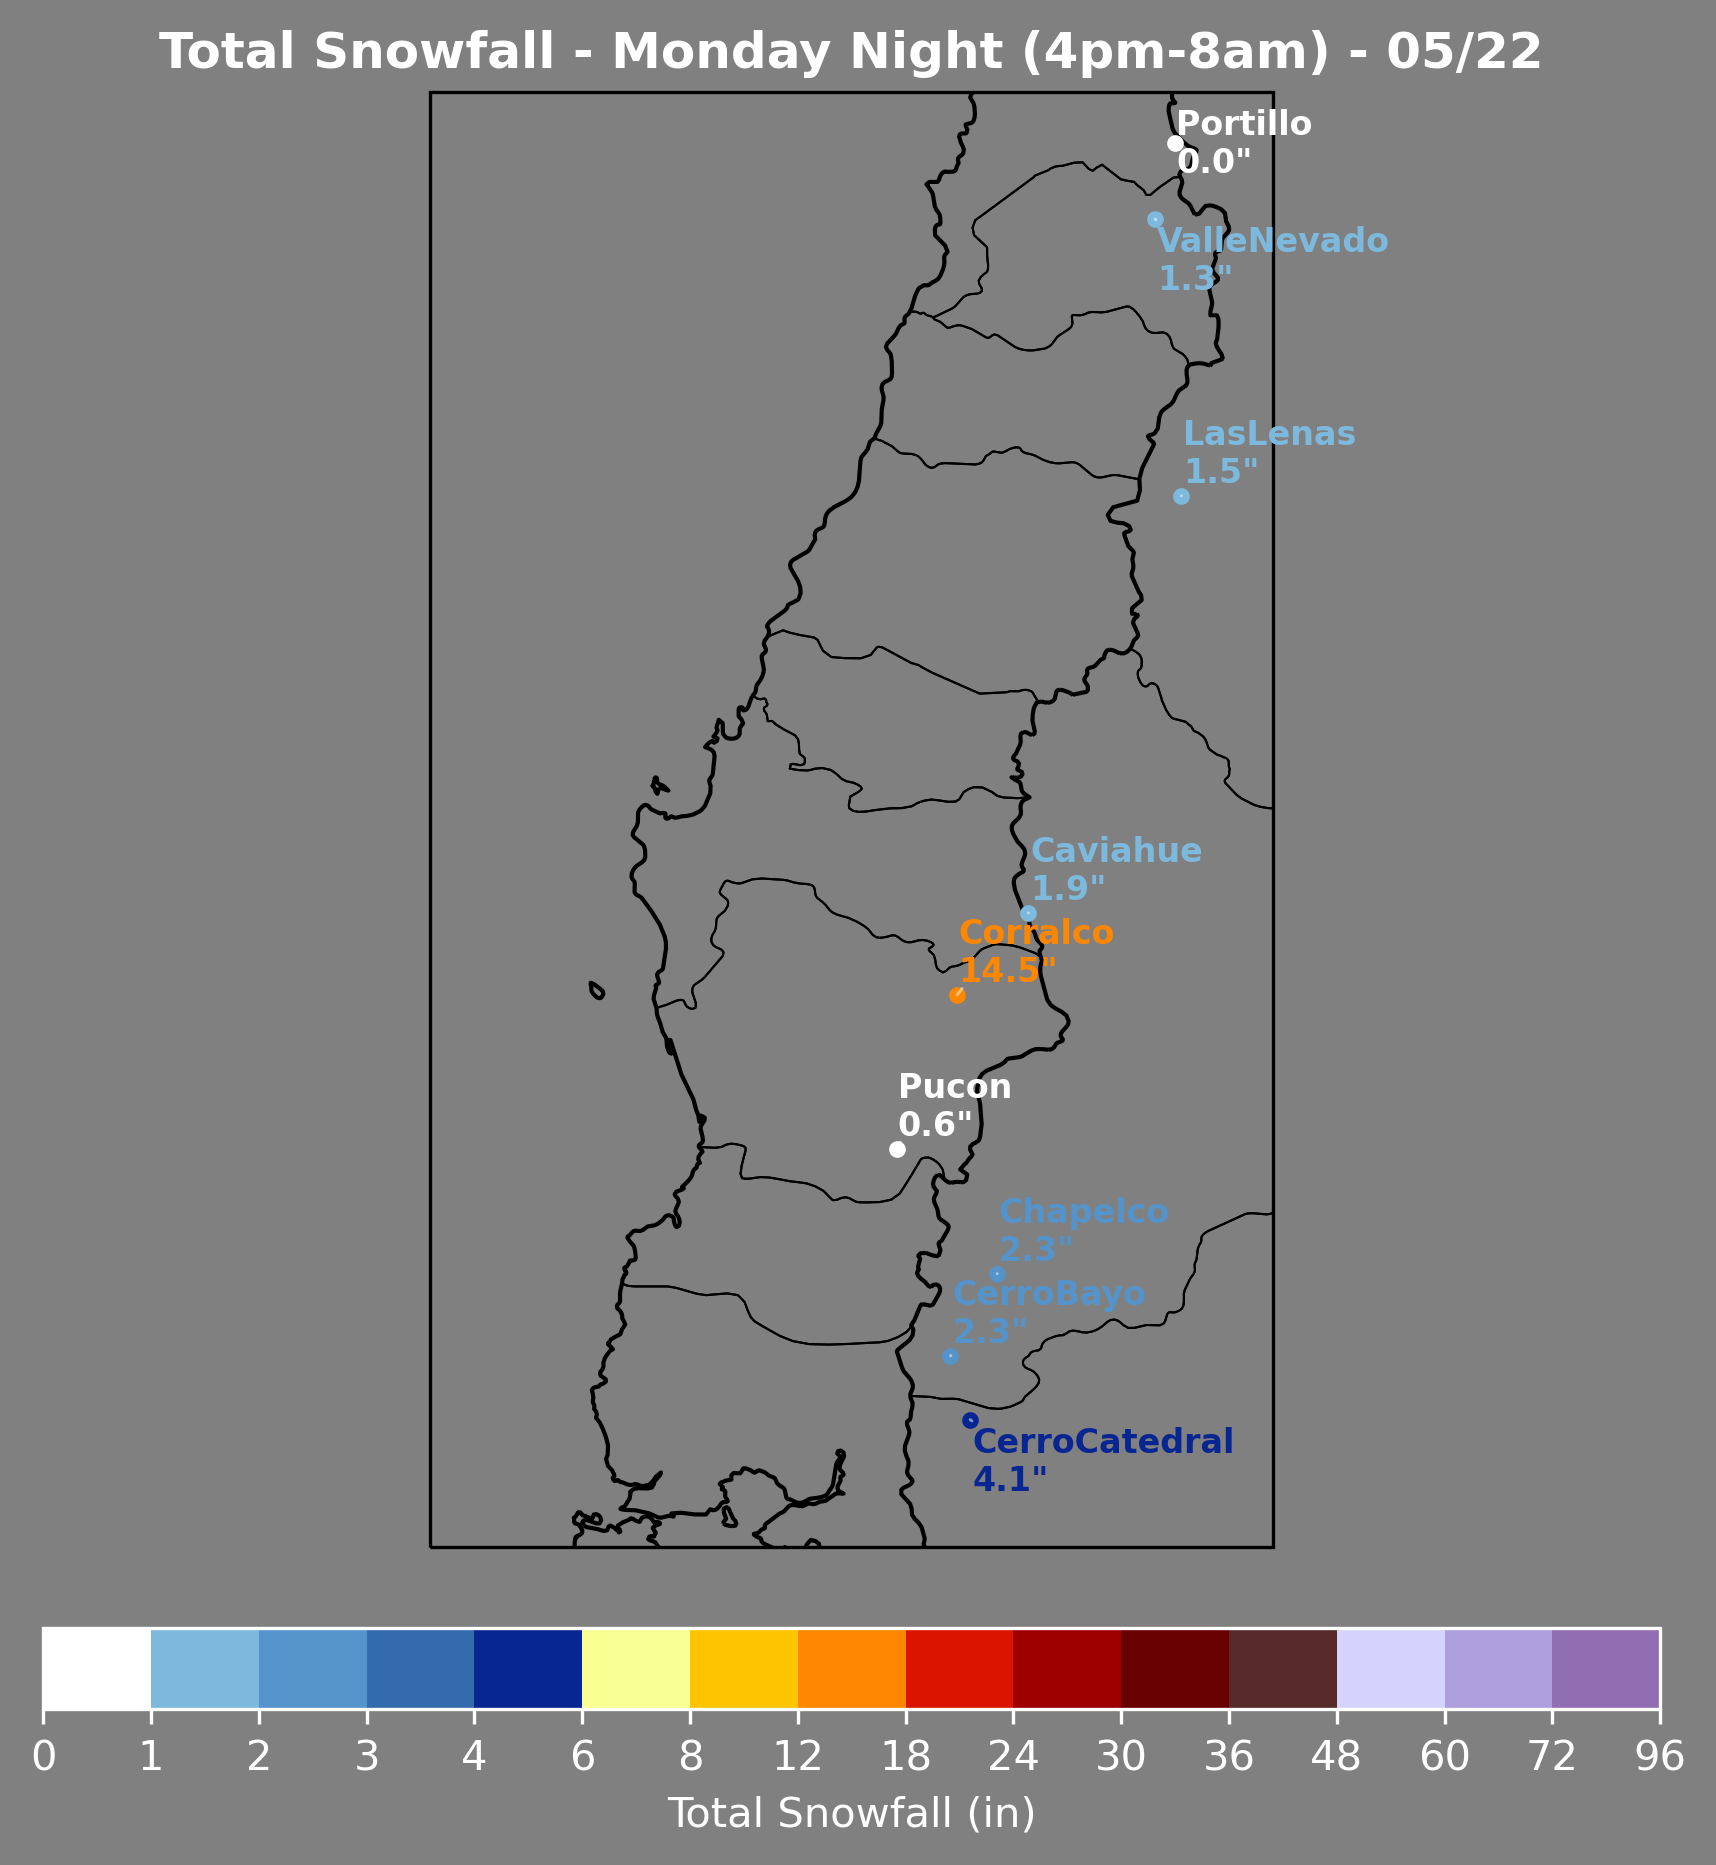 Total Snowfall - Monday Night (4pm-8am) - 05/22
Portillo
0.0"
ValleNevado
1.3"
LasLenas
1.5"
Caviahue
1.9"
Corralco
14.5"
Pucon
0.6"
Chapelco
2.3"
CerroBayo
2.3"
CerroCatedral
4.1"
0 1 2 3 4 6 8 12 18 24 30 36 48 60 72 96
Total Snowfall (in)